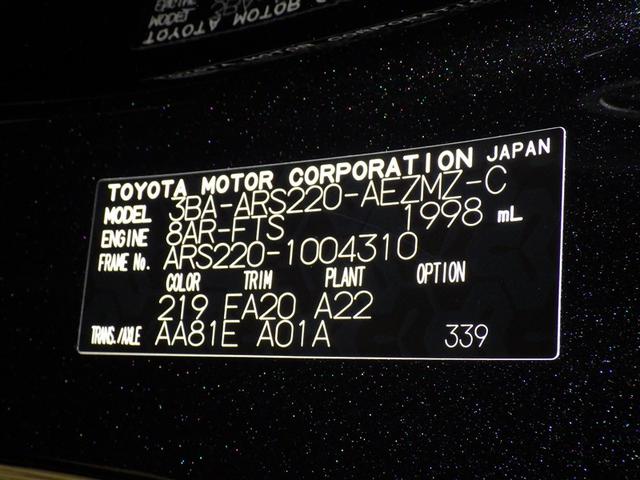 TOYOTA MOTOR CORPORATION JAPAN
MODEL 3BA-ARS220-AEZMZ-C
ENGINE 8AR-FTS 1998 mL
FRAME No. ARS220-1004310
COLOR TRIM PLANT OPTION
219 EA20 A22
TRANS./AXLE AA81E A01A 339